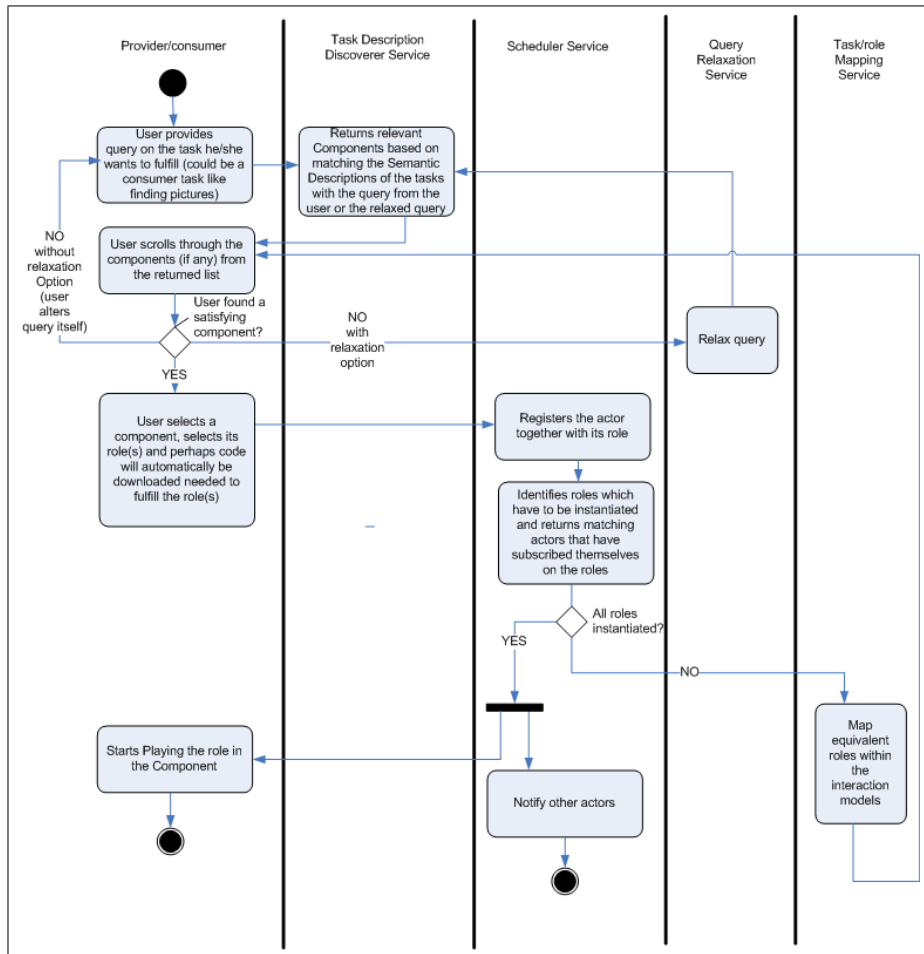 Provider/consumer
Task Description
Discoverer Service
Scheduler Service
Query
Relaxation
Service
Task/role
Mapping
Service
User provides
query on the task he/she
wants to fulfill (could be a
consumer task like
finding pictures)
Returns relevant
Components based on
matching the Semantic
Descriptions of the tasks
with the query from the
user or the relaxed query
NO
without
relaxation
Option
(user
alters
query itself)
User scrolls through the
components (if any) from
the returned list
User found a
satisfying
component?
NO
with
relaxation
option
Relax query
YES
User selects a
component, selects its
role(s) and perhaps code
will automatically be
downloaded needed to
fulfill the role(s)
Registers the actor
together with its role
Identifies roles which
have to be instantiated
and returns matching
actors that have
subscribed themselves
on the roles
All roles
instantiated?
YES
NO
Starts Playing the role in
the Component
Notify other actors
Map
equivalent
roles within
the
interaction
models